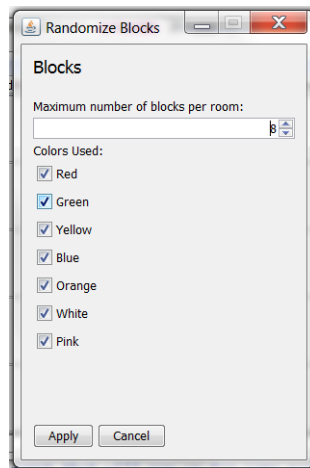 Randomize Blocks
Blocks
Maximum number of blocks per room:
8
Colors Used:
Red
Green
Yellow
Blue
Orange
White
Pink
Apply Cancel